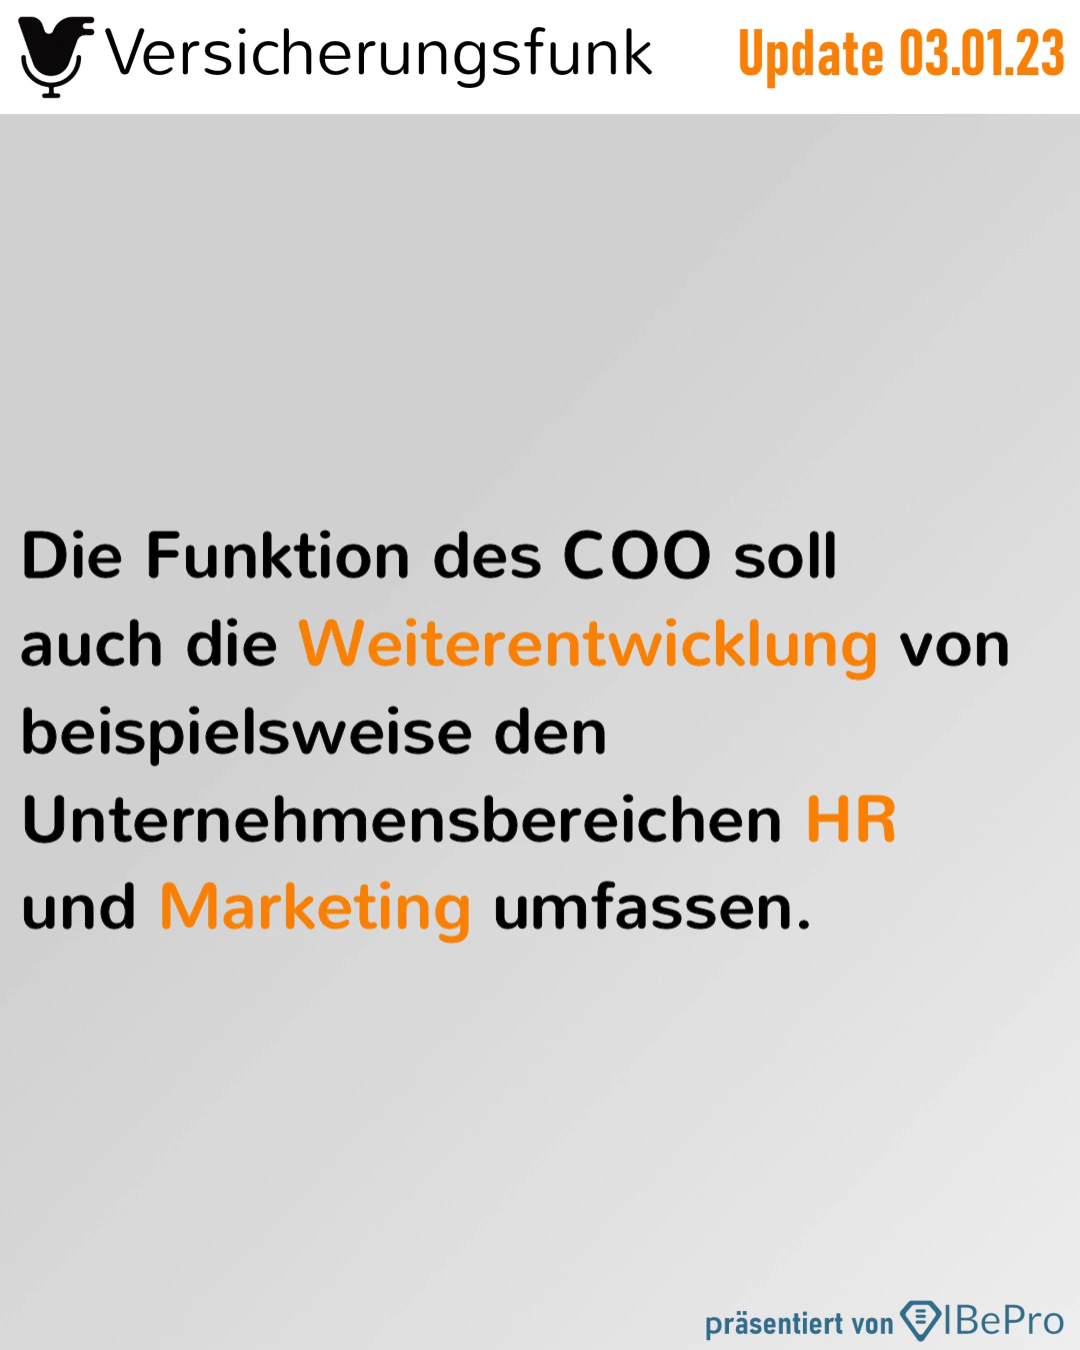 Versicherungsfunk
Update 03.01.23
Die Funktion des COO soll
auch die Weiterentwicklung von
beispielsweise den
Unternehmensbereichen HR
und Marketing umfassen.
präsentiert von IBePro